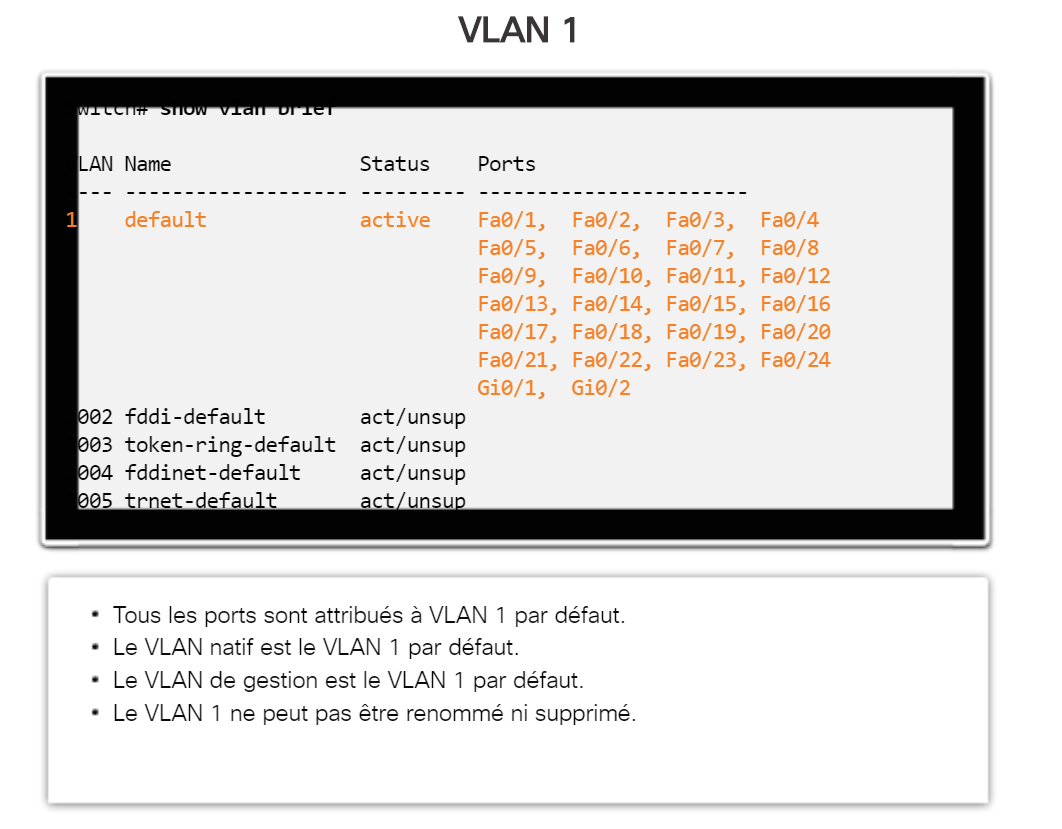 VLAN 1
witch# show vlan brief
LAN Name Status Ports
--- ------------------- --------- -----------------------
1 default active Fa0/1, Fa0/2, Fa0/3, Fa0/4
Fa0/5, Fa0/6, Fa0/7, Fa0/8
Fa0/9, Fa0/10, Fa0/11, Fa0/12
Fa0/13, Fa0/14, Fa0/15, Fa0/16
Fa0/17, Fa0/18, Fa0/19, Fa0/20
Fa0/21, Fa0/22, Fa0/23, Fa0/24
Gi0/1, Gi0/2
002 fddi-default act/unsup
003 token-ring-default act/unsup
004 fddinet-default act/unsup
005 trnet-default act/unsup
• Tous les ports sont attribués à VLAN 1 par défaut.
• Le VLAN natif est le VLAN 1 par défaut.
• Le VLAN de gestion est le VLAN 1 par défaut.
• Le VLAN 1 ne peut pas être renommé ni supprimé.